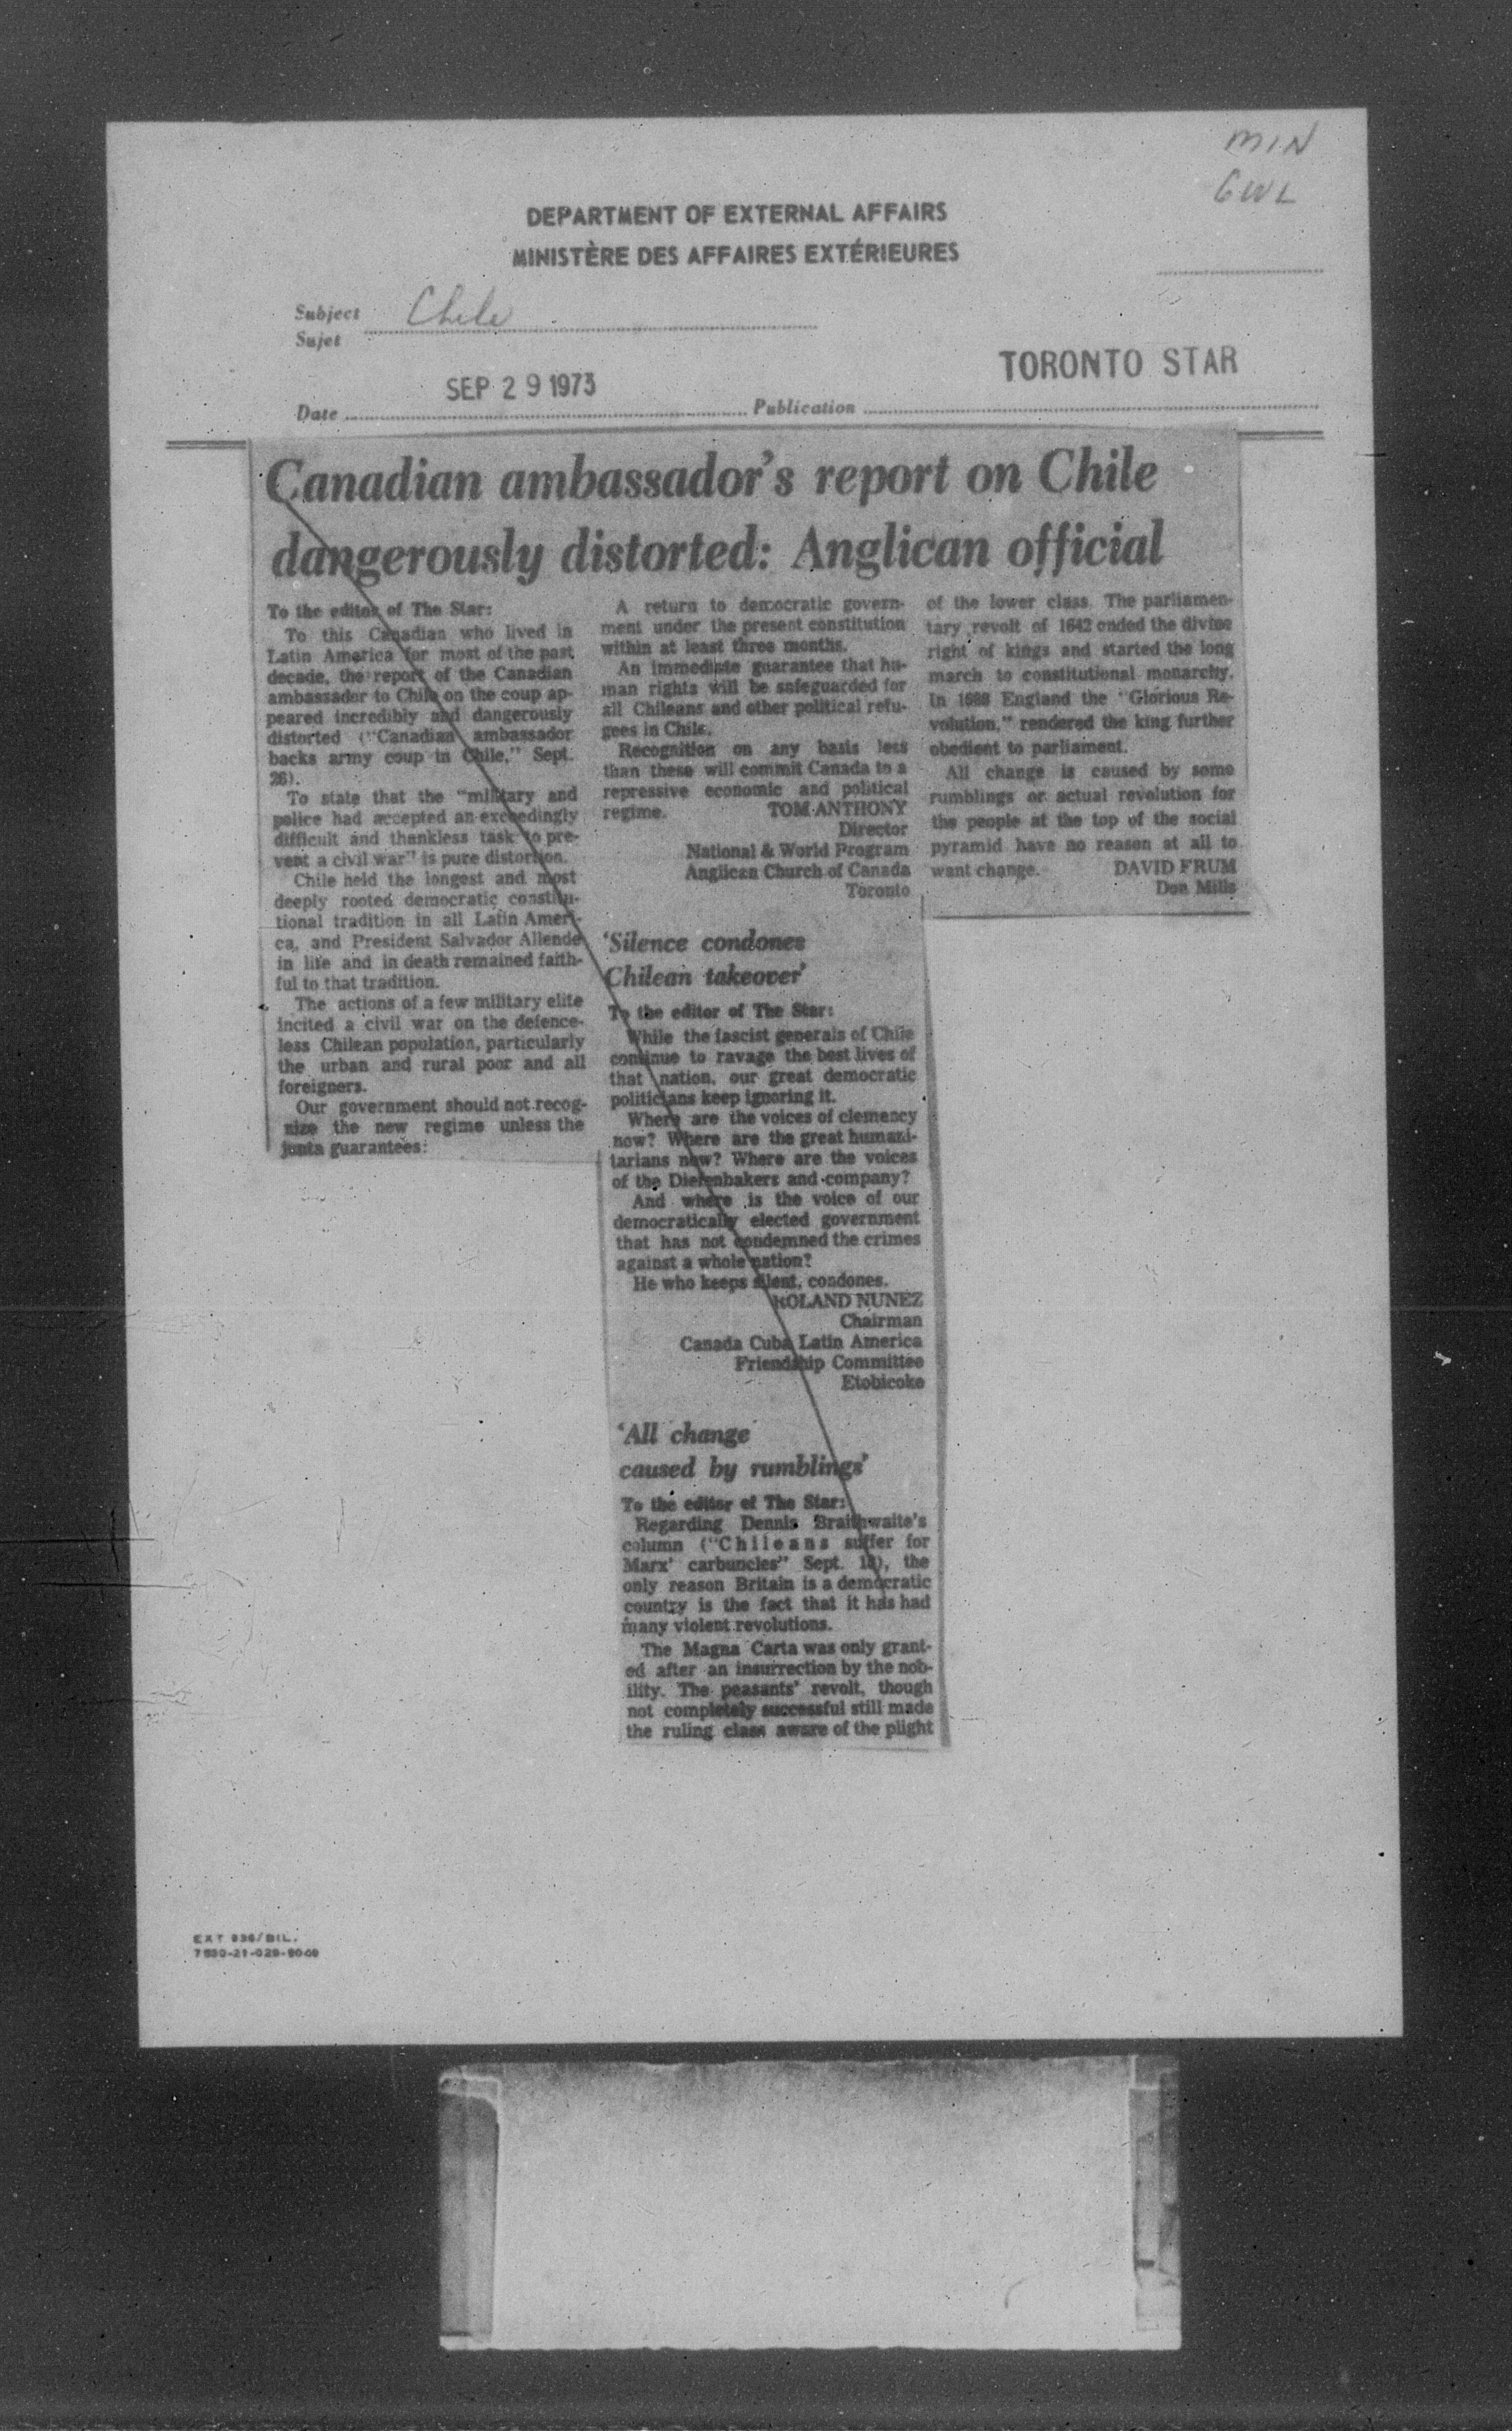 MIN
GWL
DEPARTMENT OF EXTERNAL AFFAIRS
MINISTÈRE DES AFFAIRES EXTÉRIEURES
Subject
Sujet
Chile
SEP 29 1973
TORONTO STAR
Date
Publication
Canadian ambassador's report on Chile
dangerously distorted: Anglican official
To the editor of The Star:
To this Canadian who lived in
Latin America for most of the past
decade, the report of the Canadian
ambassador to Chile on the coup ap-
peared incredibly and dangerously
distorted ("Canadian ambassador
backs army coup in Chile," Sept.
26).
To state that the "military and
police had accepted an exceedingly
difficult and thankless task to pre-
vent a civil war" is pure distortion.
Chile held the longest and most
deeply rooted democratic constitu-
tional tradition in all Latin Ameri-
ca, and President Salvador Allende
in life and in death remained faith-
ful to that tradition.
The actions of a few military elite
incited a civil war on the defence-
less Chilean population, particularly
the urban and rural poor and all
foreigners.
Our government should not recog-
nize the new regime unless the
junta guarantees:
A return to democratic govern-
ment under the present constitution
within at least three months.
An immediate guarantee that hu-
man rights will be safeguarded for
all Chileans and other political refu-
gees in Chile.
Recognition on any basis less
than these will commit Canada to a
repressive economic and political
regime. TOM ANTHONY
Director
National & World Program
Anglican Church of Canada
Toronto
'Silence condones
Chilean takeover'
To the editor of The Star:
While the fascist generals of Chile
continue to ravage the best lives of
that nation, our great democratic
politicians keep ignoring it.
Where are the voices of clemency
now? Where are the great humani-
tarians now? Where are the voices
of the Diefenbakers and company?
And where is the voice of our
democratically elected government
that has not condemned the crimes
against a whole nation?
He who keeps silent, condones.
ROLAND NUNEZ
Chairman
Canada Cuba Latin America
Friendship Committee
Etobicoke
'All change
caused by rumblings'
To the editor of The Star:
Regarding Dennis Braithwaite's
column ("Chileans suffer for
Marx' carbuncles" Sept. 18), the
only reason Britain is a democratic
country is the fact that it has had
many violent revolutions.
The Magna Carta was only grant-
ed after an insurrection by the nob-
ility. The peasants' revolt, though
not completely successful still made
the ruling class aware of the plight
of the lower class. The parliamen-
tary revolt of 1642 ended the divine
right of kings and started the long
march to constitutional monarchy.
In 1688 England the "Glorious Re-
volution," rendered the king further
obedient to parliament.
All change is caused by some
rumblings or actual revolution for
the people at the top of the social
pyramid have no reason at all to
want change. DAVID FRUM
Don Mills
EXT 936/BIL.